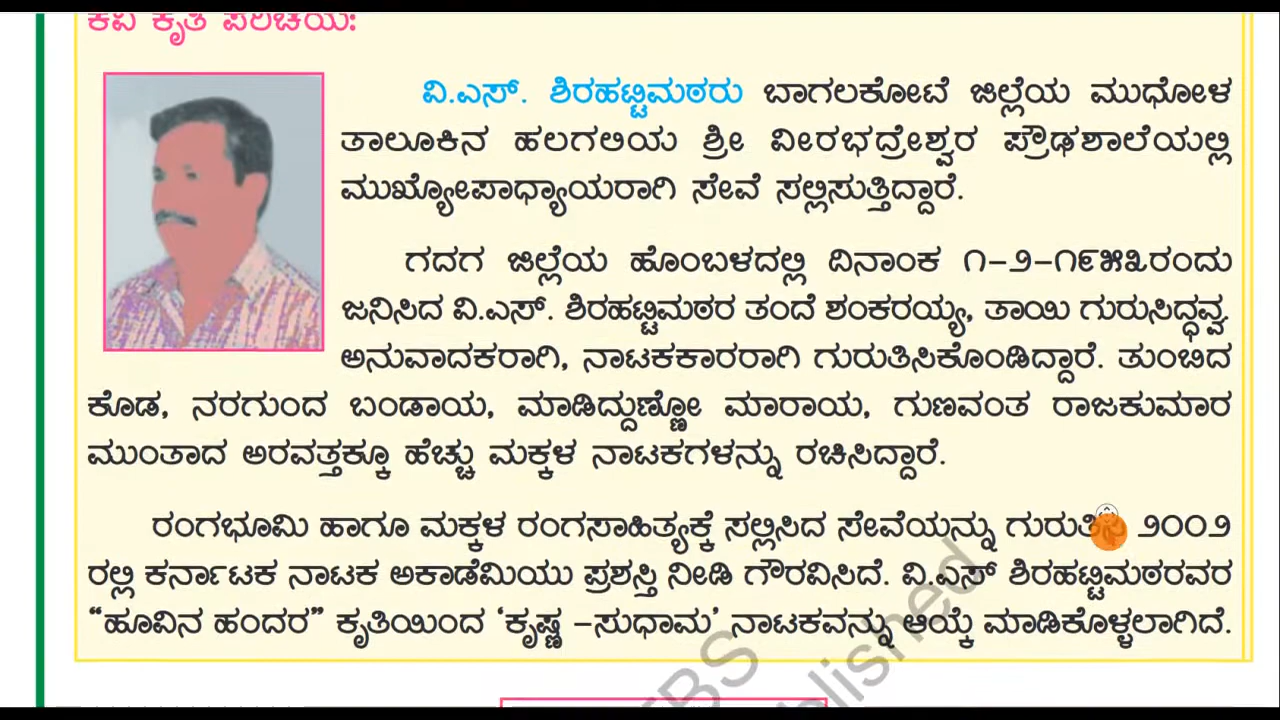 ಕವಿ ಕೃತಿ ಪರಿಚಯ:
ವಿ.ಎಸ್. ಶಿರಹಟ್ಟಿಮಠರು ಬಾಗಲಕೋಟೆ ಜಿಲ್ಲೆಯ ಮುಧೋಳ
ತಾಲೂಕಿನ ಹಲಗಲಿಯ ಶ್ರೀ ವೀರಭದ್ರೇಶ್ವರ ಪ್ರೌಢಶಾಲೆಯಲ್ಲಿ
ಮುಖ್ಯೋಪಾಧ್ಯಾಯರಾಗಿ ಸೇವೆ ಸಲ್ಲಿಸುತ್ತಿದ್ದಾರೆ.
ಗದಗ ಜಿಲ್ಲೆಯ ಹೊಂಬಳದಲ್ಲಿ ದಿನಾಂಕ ೧–೨–೧೯೫೩ರಂದು
ಜನಿಸಿದ ವಿ.ಎಸ್. ಶಿರಹಟ್ಟಿಮಠರ ತಂದೆ ಶಂಕರಯ್ಯ, ತಾಯಿ ಗುರುಸಿದ್ಧವ್ವ.
ಅನುವಾದಕರಾಗಿ, ನಾಟಕಕಾರರಾಗಿ ಗುರುತಿಸಿಕೊಂಡಿದ್ದಾರೆ. ತುಂಬಿದ
ಕೊಡ, ನರಗುಂದ ಬಂಡಾಯ, ಮಾಡಿದ್ದುಣ್ಣೋ ಮಾರಾಯ, ಗುಣವಂತ ರಾಜಕುಮಾರ
ಮುಂತಾದ ಅರವತ್ತಕ್ಕೂ ಹೆಚ್ಚು ಮಕ್ಕಳ ನಾಟಕಗಳನ್ನು ರಚಿಸಿದ್ದಾರೆ.
ರಂಗಭೂಮಿ ಹಾಗೂ ಮಕ್ಕಳ ರಂಗಸಾಹಿತ್ಯಕ್ಕೆ ಸಲ್ಲಿಸಿದ ಸೇವೆಯನ್ನು ಗುರುತಿಸಿ ೨೦೦೨
ರಲ್ಲಿ ಕರ್ನಾಟಕ ನಾಟಕ ಅಕಾಡೆಮಿಯು ಪ್ರಶಸ್ತಿ ನೀಡಿ ಗೌರವಿಸಿದೆ. ವಿ.ಎಸ್ ಶಿರಹಟ್ಟಿಮಠರವರ
“ಹೂವಿನ ಹಂದರ” ಕೃತಿಯಿಂದ ‘ಕೃಷ್ಣ –ಸುಧಾಮ’ ನಾಟಕವನ್ನು ಆಯ್ಕೆ ಮಾಡಿಕೊಳ್ಳಲಾಗಿದೆ.